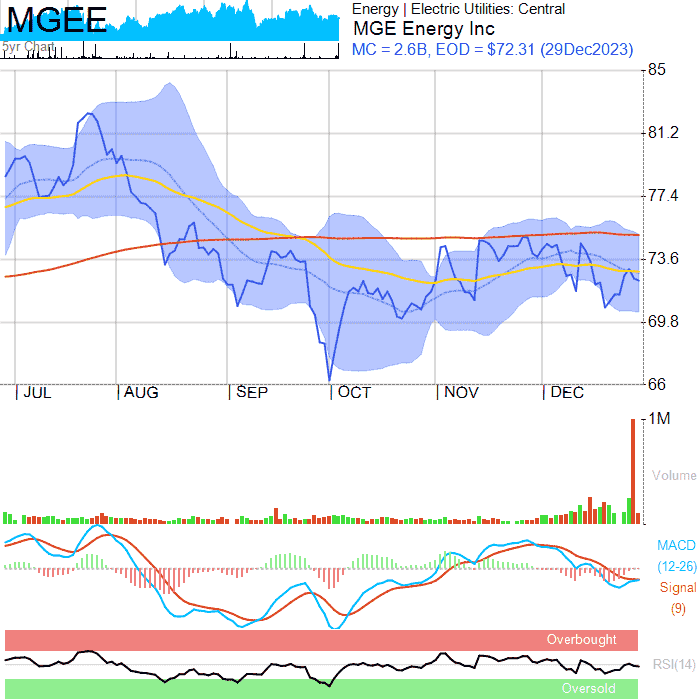 MGEE
5yr Chart
Energy | Electric Utilities: Central
MGE Energy Inc
MC = 2.6B, EOD = $72.31 (29Dec2023)
85
81.2
77.4
73.6
69.8
66
JUL AUG SEP OCT NOV DEC
1M
Volume
MACD
(12-26)
Signal
(9)
Overbought
RSI(14)
Oversold